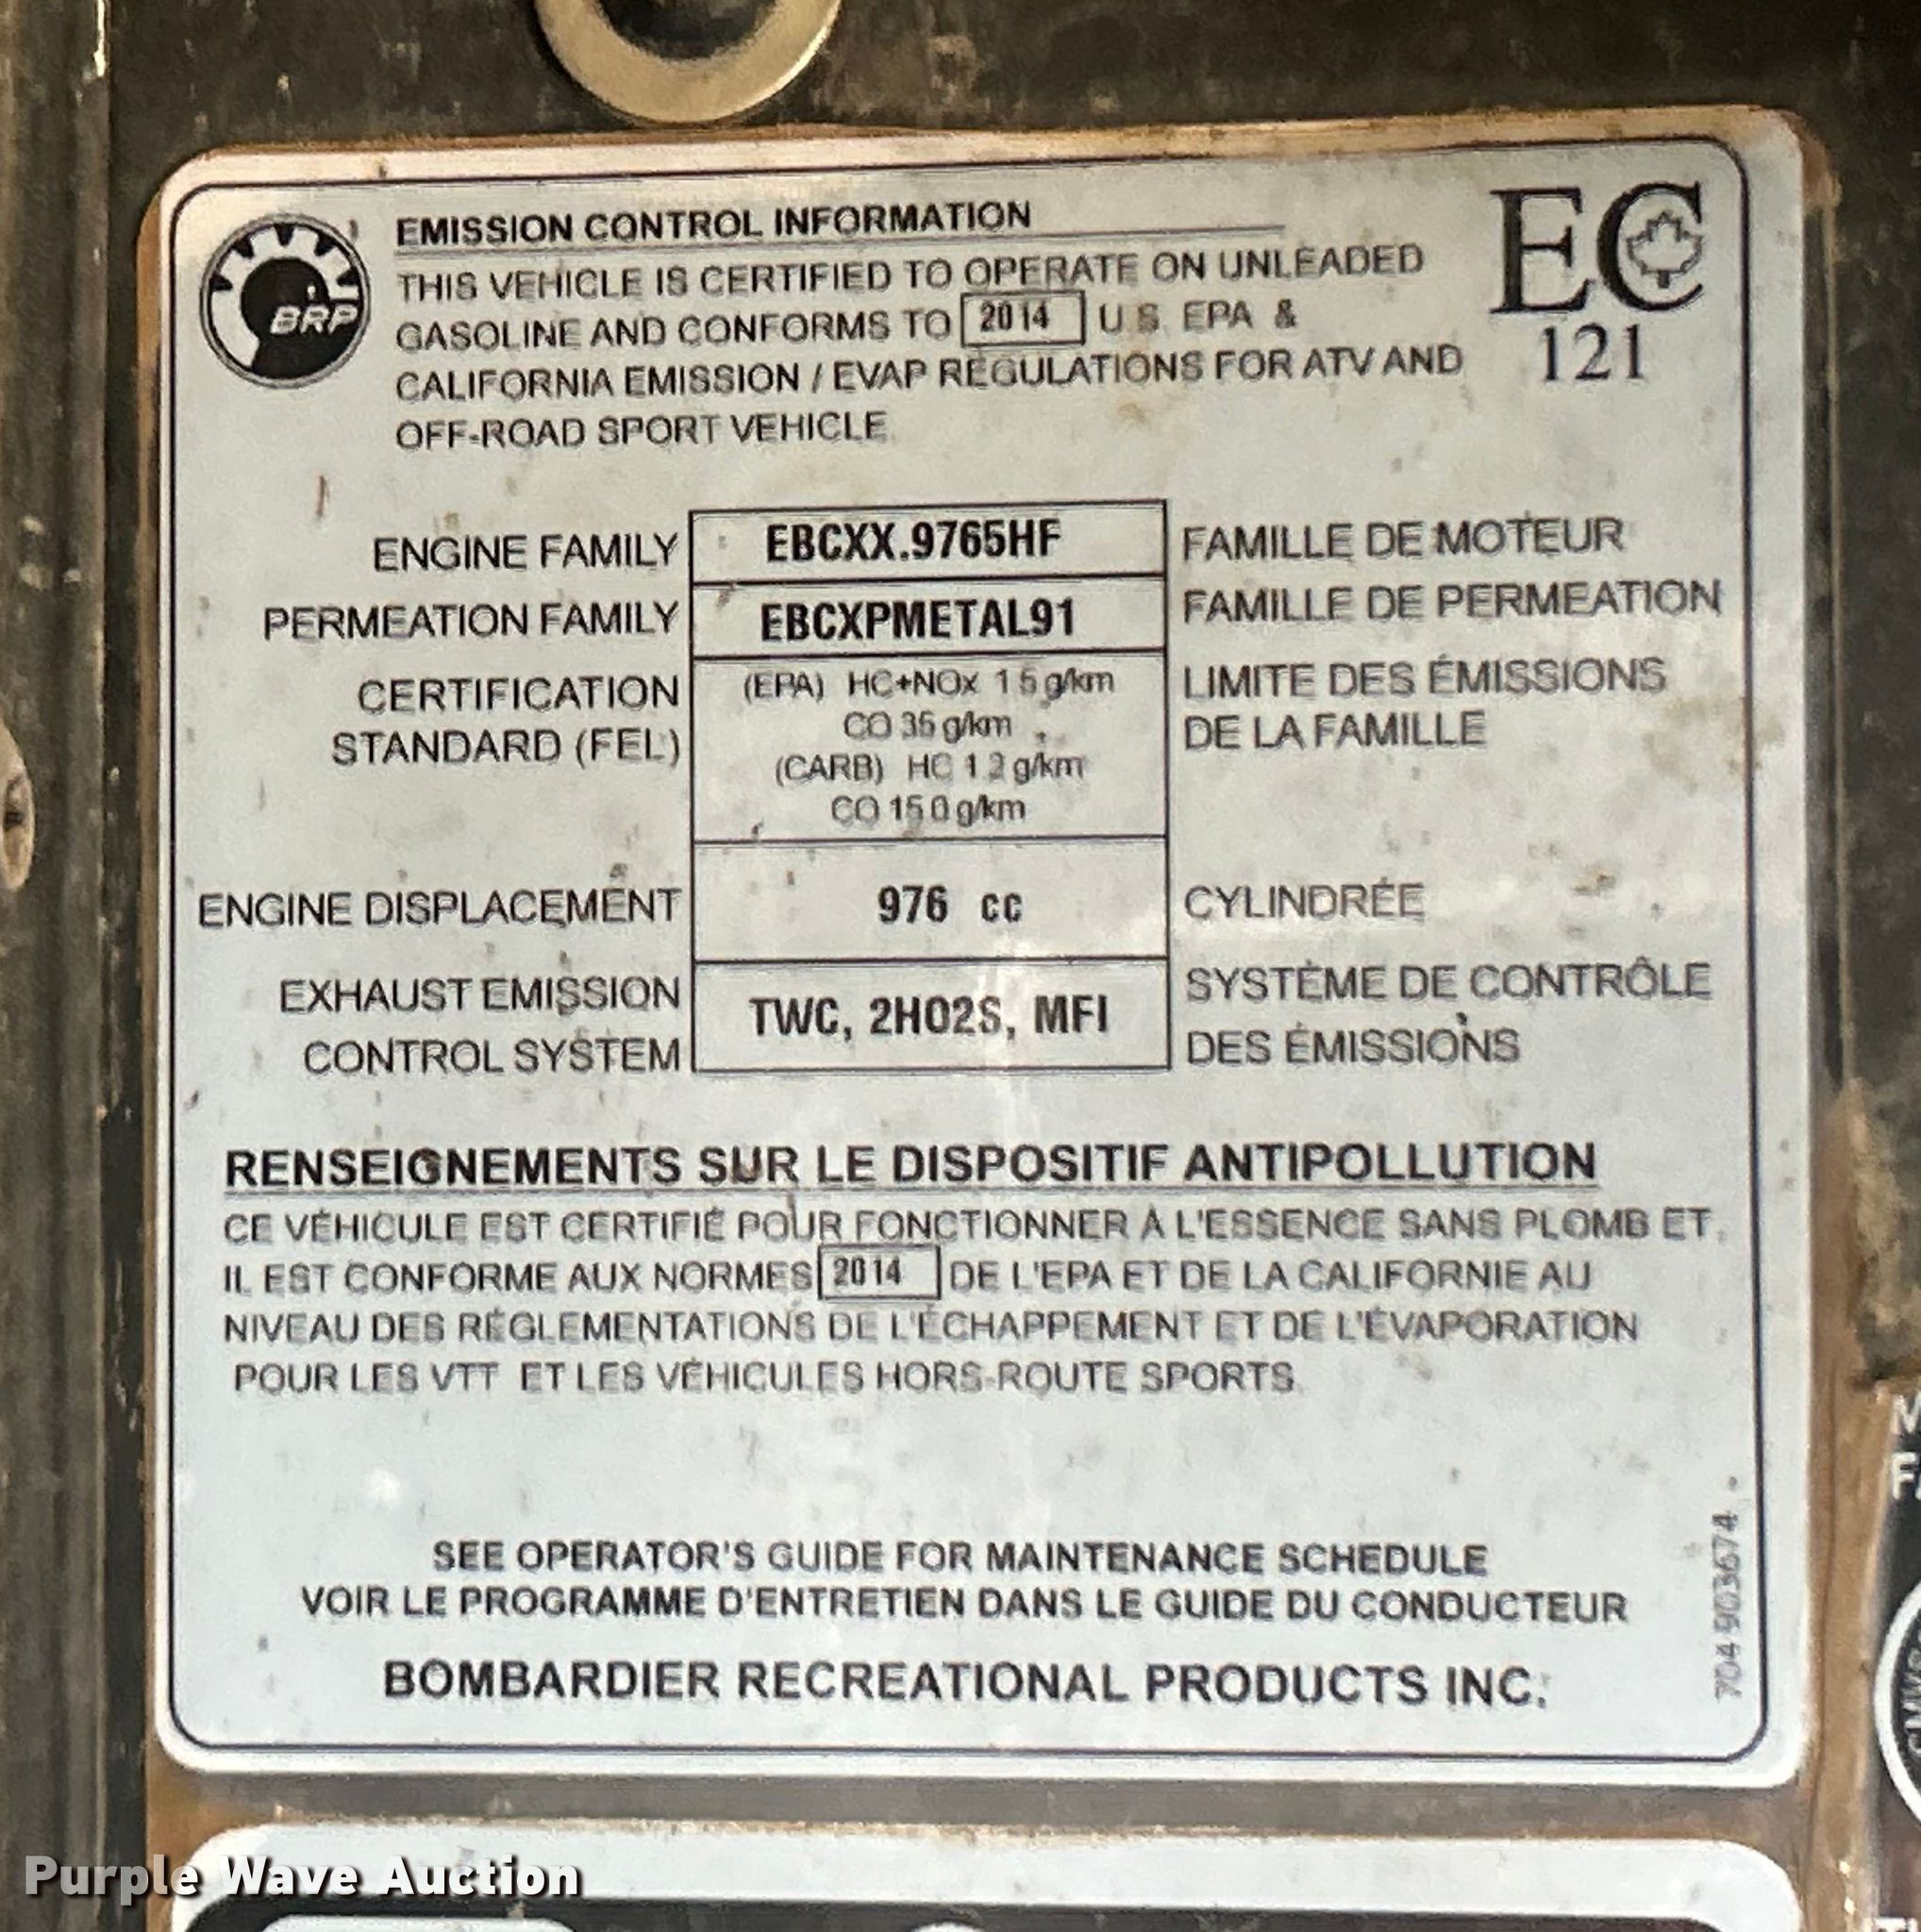 BRP
EMISSION CONTROL INFORMATION
THIS VEHICLE IS CERTIFIED TO OPERATE ON UNLEADED
GASOLINE AND CONFORMS TO 2014 U S EPA &
CALIFORNIA EMISSION / EVAP REGULATIONS FOR ATV AND
OFF-ROAD SPORT VEHICLE
EC
121
ENGINE FAMILY EBCXX.9765HF FAMILLE DE MOTEUR
PERMEATION FAMILY EBCXPMETAL91 FAMILLE DE PERMEATION
CERTIFICATION STANDARD (FEL)
(EPA) HC+NOx 1 5 g/km
CO 35 g/km
(CARB) HC 1 2 g/km
CO 15 0 g/km
LIMITE DES ÉMISSIONS
DE LA FAMILLE
ENGINE DISPLACEMENT 976 cc CYLINDRÉE
EXHAUST EMISSION
CONTROL SYSTEM
TWC, 2HO2S, MFI
SYSTÈME DE CONTRÔLE
DES ÉMISSIONS
RENSEIGNEMENTS SUR LE DISPOSITIF ANTIPOLLUTION
CE VÉHICULE EST CERTIFIÉ POUR FONCTIONNER À L'ESSENCE SANS PLOMB ET
IL EST CONFORME AUX NORMES 2014 DE L'EPA ET DE LA CALIFORNIE AU
NIVEAU DES RÉGLEMENTATIONS DE L'ÉCHAPPEMENT ET DE L'ÉVAPORATION
POUR LES VTT ET LES VÉHICULES HORS-ROUTE SPORTS
SEE OPERATOR'S GUIDE FOR MAINTENANCE SCHEDULE
VOIR LE PROGRAMME D'ENTRETIEN DANS LE GUIDE DU CONDUCTEUR
BOMBARDIER RECREATIONAL PRODUCTS INC.
704 903674
Purple Wave Auction